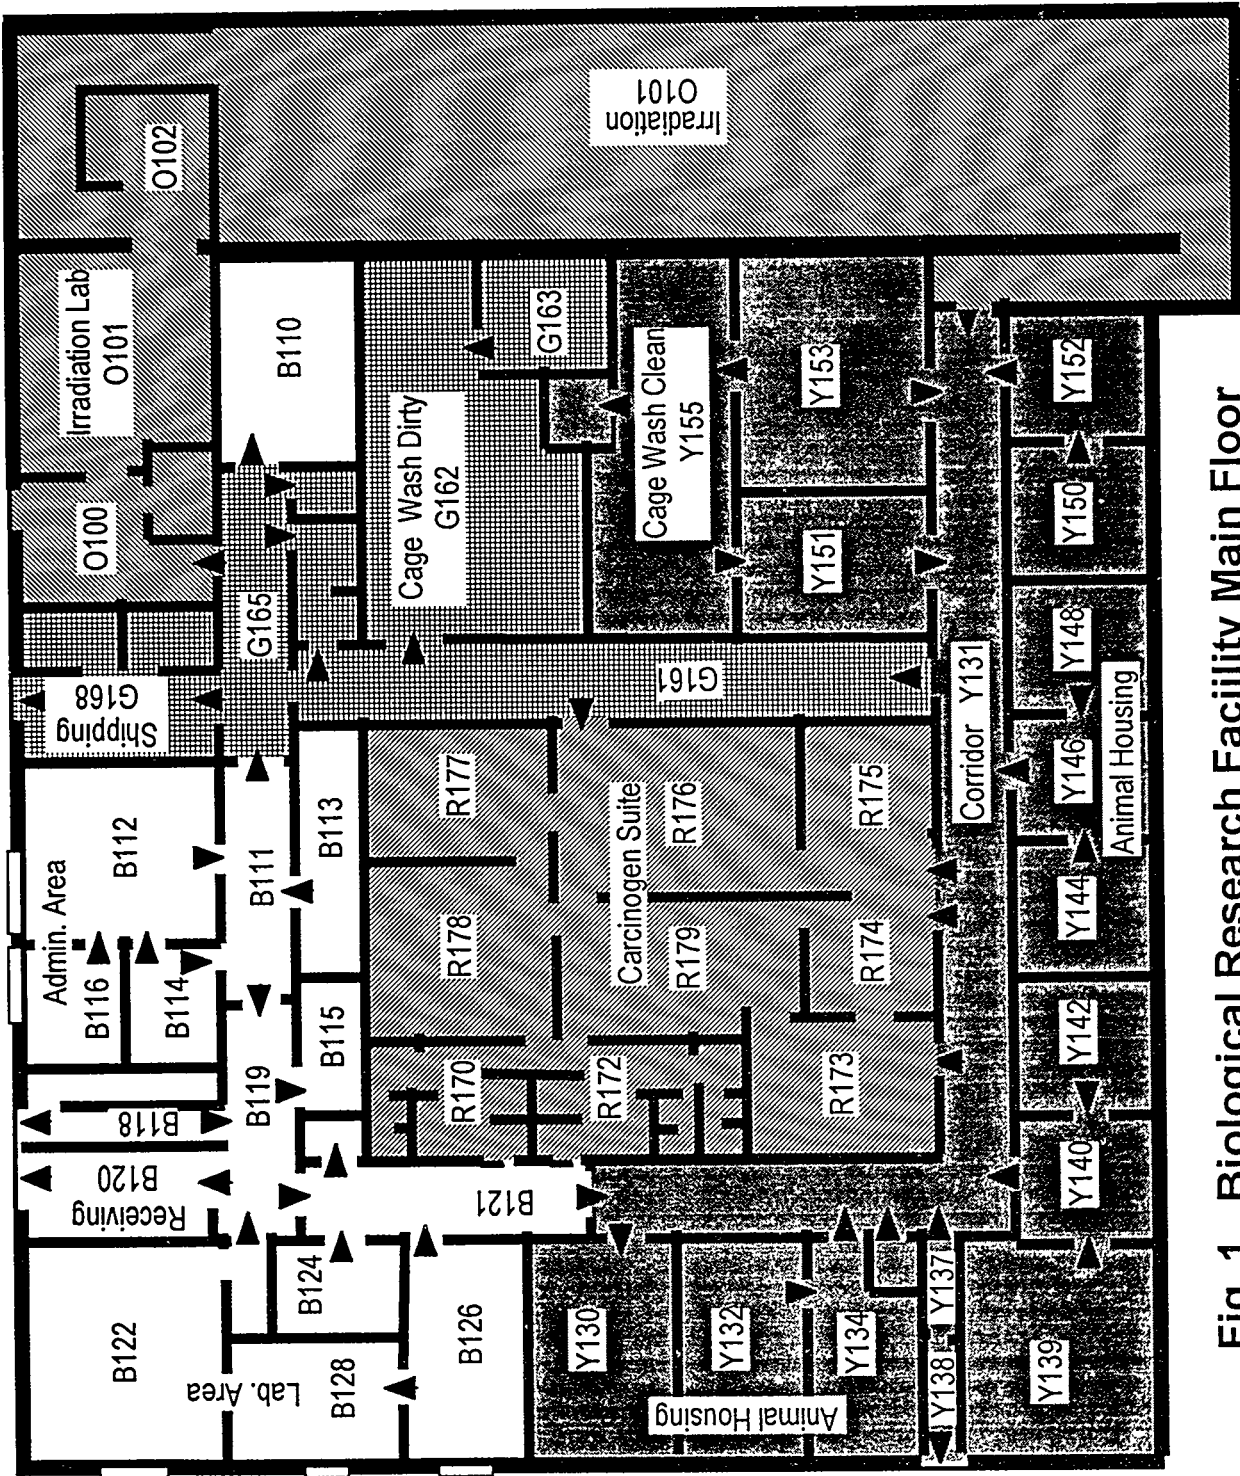 Receiving
B120
B118
Admin. Area
B116
Shipping
G168
Irradiation Lab
O101
O100
O102
B122
B114
B112
Lab. Area
B119
B111
G165
B110
B124
B128
B115
B113
B126
B121
R170
R178
R177
Cage Wash Dirty
G162
G163
Y130
R172
Carcinogen Suite
R179
R176
G161
Cage Wash Clean
Y155
Irradiation
O101
Animal Housing
Y132
Y134
R173
R174
R175
Y151
Y153
Y138
Y137
Corridor Y131
Y139
Y140
Y142
Y144
Y146
Y148
Y150
Y152
Animal Housing
Fig. 1 Biological Research Facility Main Floor